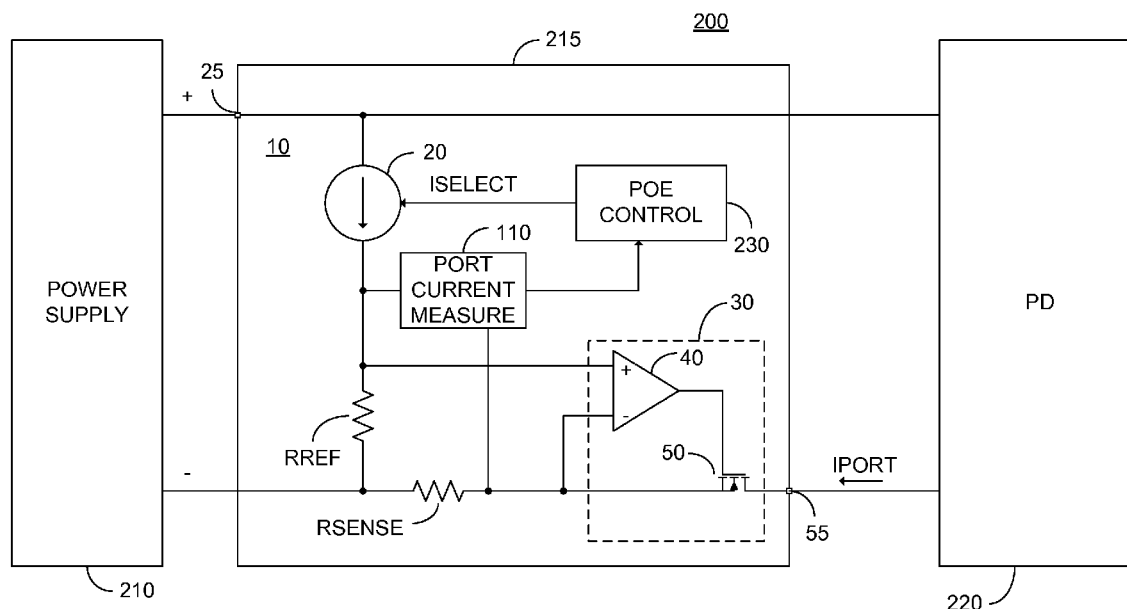 200
215
25
+
10
20
ISELECT
POE
CONTROL
230
110
PORT
CURRENT
MEASURE
POWER
SUPPLY
PD
30
40
+
-
RREF
50
-
IPORT
RSENSE
55
210
220